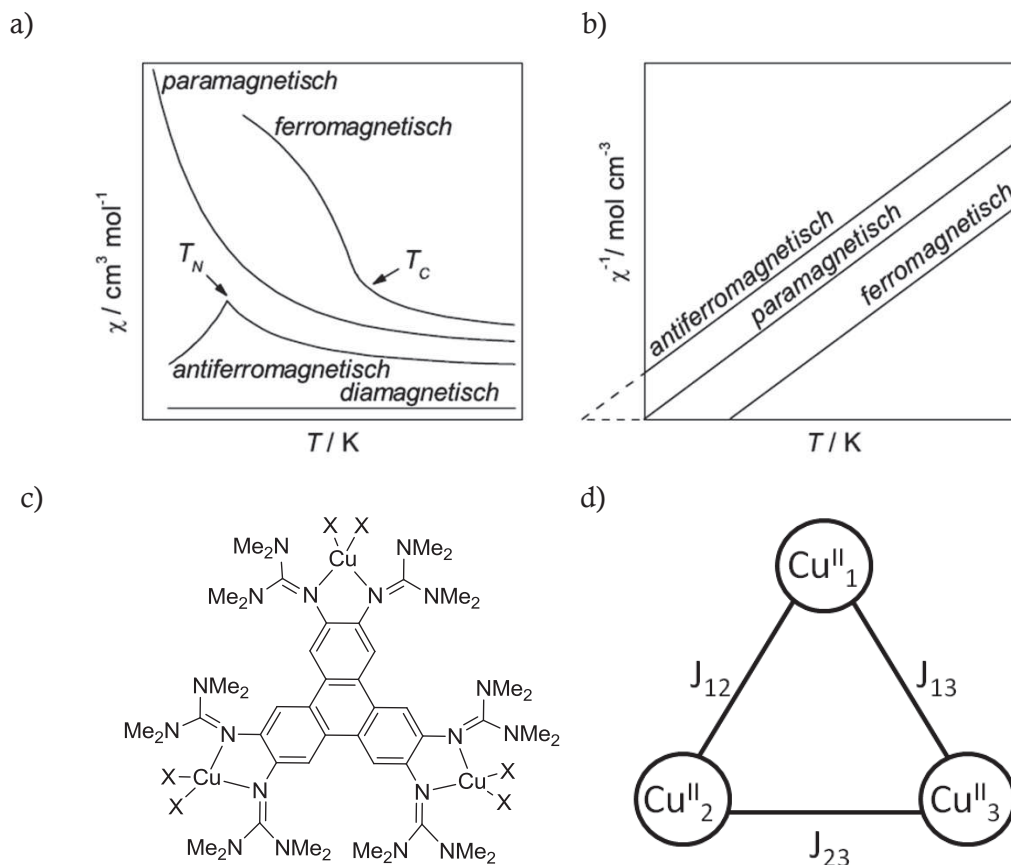 a)
paramagnetisch
ferromagnetisch
T_N
T_C
antiferromagnetisch
diamagnetisch
χ / cm³ mol⁻¹
T / K
b)
antiferromagnetisch
paramagnetisch
ferromagnetisch
χ⁻¹/ mol cm⁻³
T / K
c)
X X
Me₂N Cu NMe₂
Me₂N N N NMe₂
NMe₂ NMe₂
Me₂N N N NMe₂
X Cu Cu X
X N N X
Me₂N NMe₂ Me₂N NMe₂
d)
Cuᴵᴵ₁
J₁₂ J₁₃
Cuᴵᴵ₂ Cuᴵᴵ₃
J₂₃